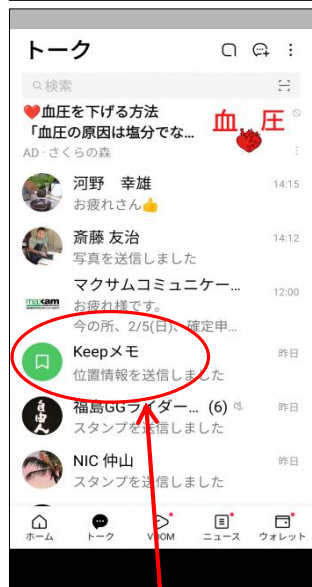 トーク
検索
血圧を下げる方法
「血圧の原因は塩分でな...
血 圧
AD さくらの森
河野 幸雄
14:15
お疲れさん
斎藤 友治
14:12
写真を送信しました
maxam
マクサムコミュニケー...
12:00
お疲れ様です。
今の所、2/5(日)、確定申...
Keepメモ
昨日
位置情報を送信しました
自由人
福島GGライダー... (6)
昨日
スタンプを送信しました
NIC 仲山
昨日
スタンプを送信しました
ホーム トーク VOOM ニュース ウォレット